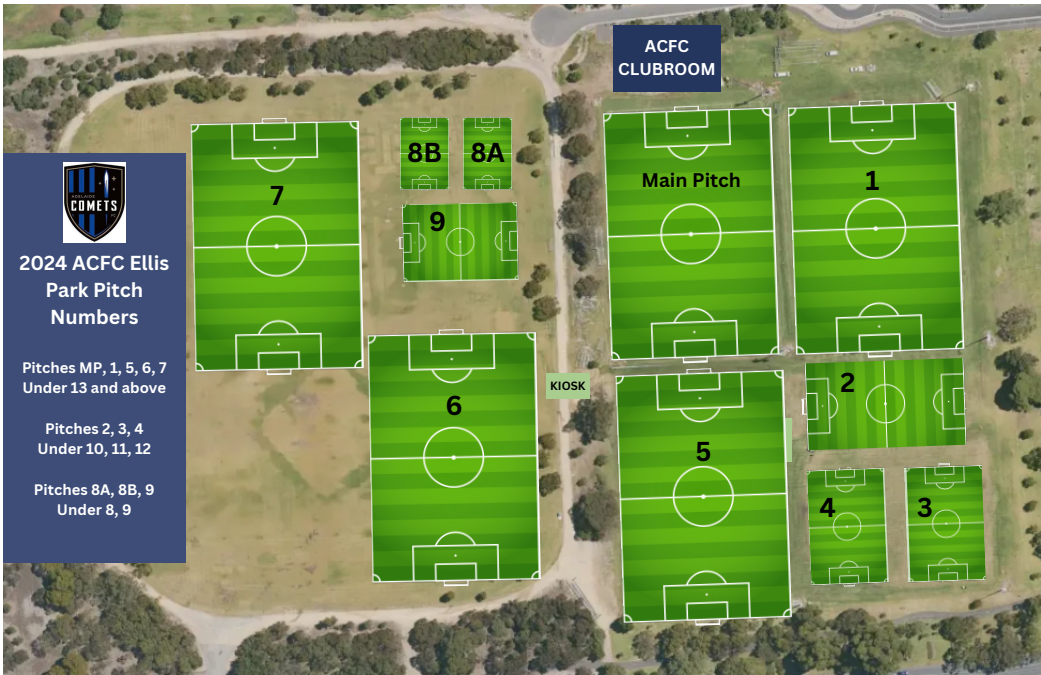 ACFC
CLUBROOM
8B
8A
7
9
Main Pitch
1
ADELAIDE
COMETS
2024 ACFC Ellis
Park Pitch
Numbers
Pitches MP, 1, 5, 6, 7
Under 13 and above
Pitches 2, 3, 4
Under 10, 11, 12
Pitches 8A, 8B, 9
Under 8, 9
6
KIOSK
2
5
4
3